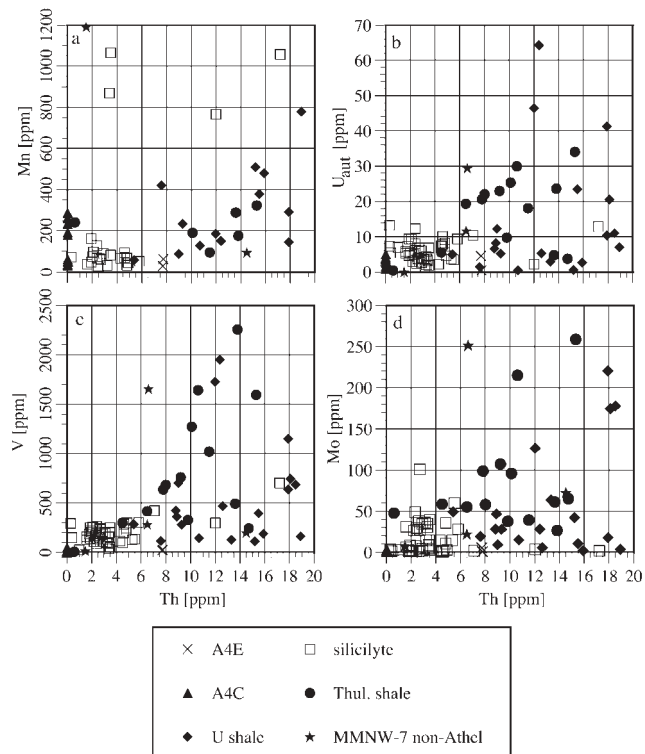 1200
1000
800
600
400
200
0
Mn [ppm]
a
70
60
50
40
30
20
10
0
Uaut [ppm]
b
2500
2000
1500
1000
500
0
V [ppm]
c
0 2 4 6 8 10 12 14 16 18 20
Th [ppm]
300
250
200
150
100
50
0
Mo [ppm]
d
0 2 4 6 8 10 12 14 16 18 20
Th [ppm]
A4E
silicilyte
A4C
Thul. shale
U shale
MMNW-7 non-Athel